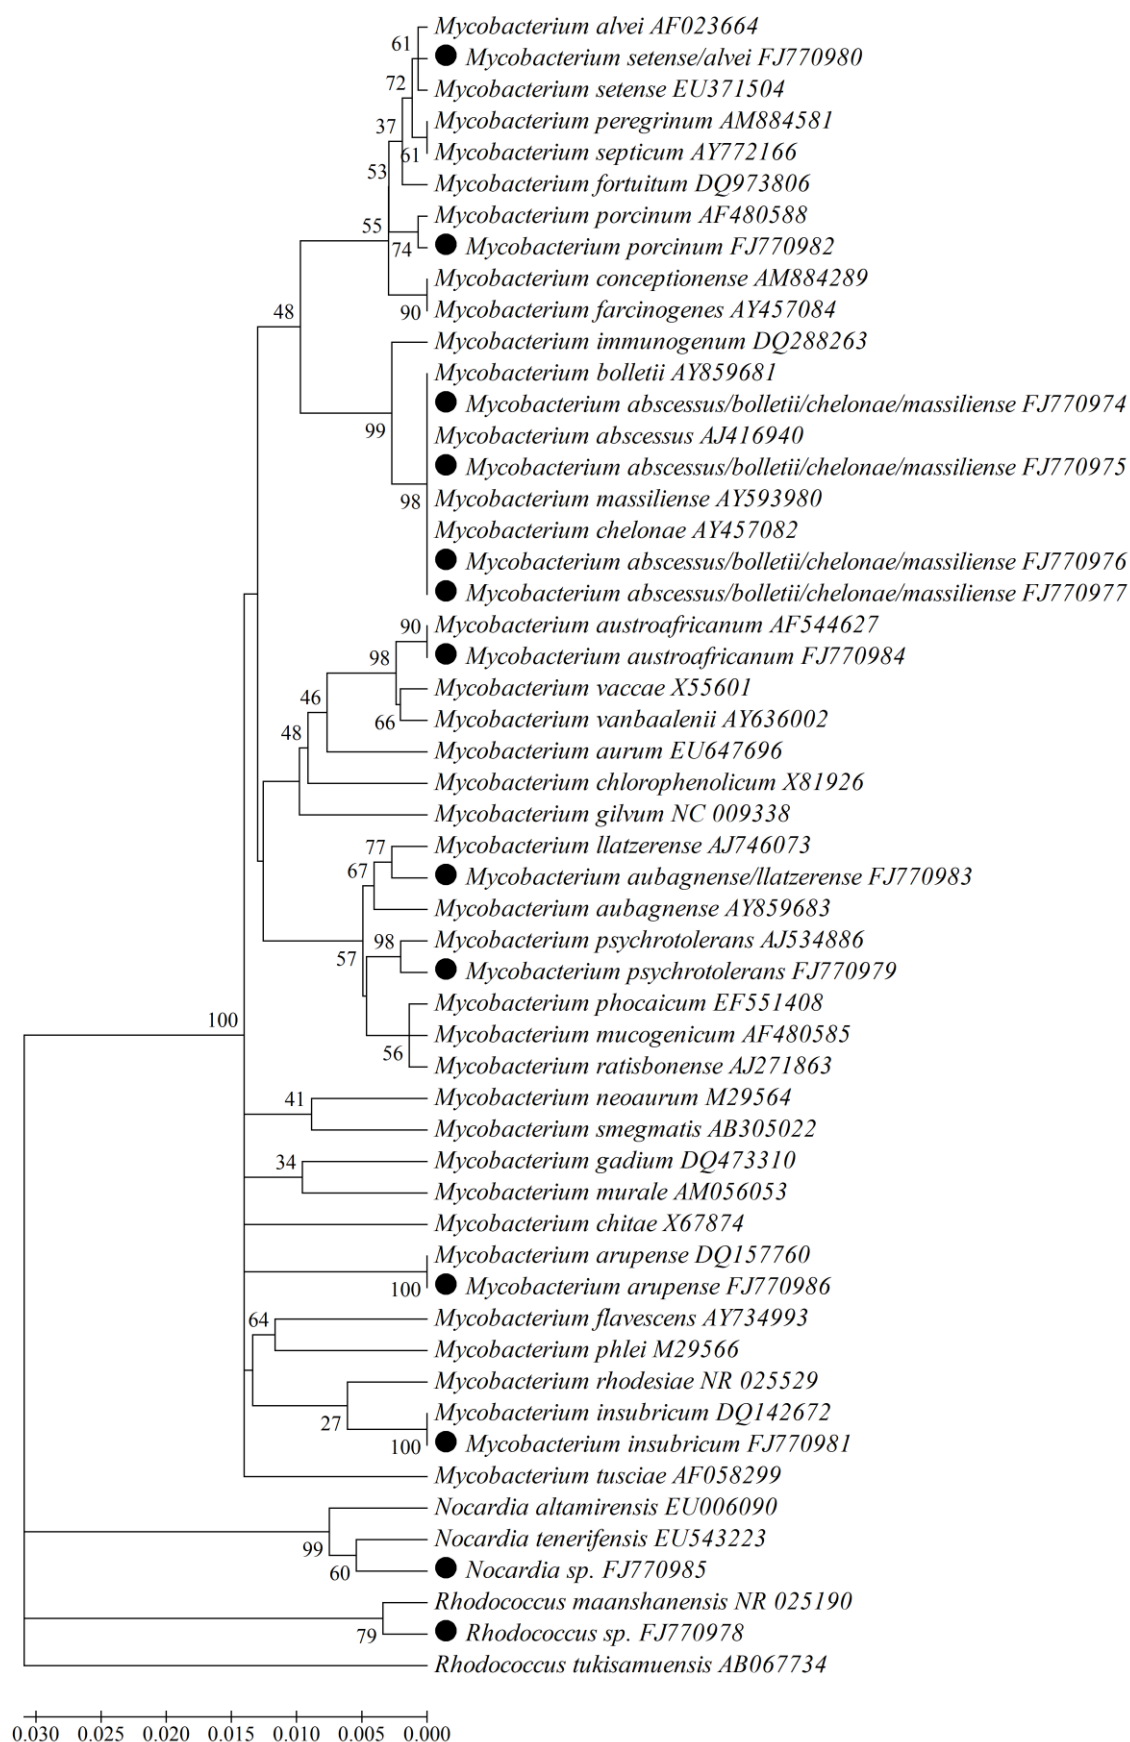 Mycobacterium alvei AF023664
61
Mycobacterium setense/alvei FJ770980
72
Mycobacterium setense EU371504
37
Mycobacterium peregrinum AM884581
61
Mycobacterium septicum AY772166
53
Mycobacterium fortuitum DQ973806
Mycobacterium porcinum AF480588
55
74
Mycobacterium porcinum FJ770982
Mycobacterium conceptionense AM884289
48
90
Mycobacterium farcinogenes AY457084
Mycobacterium immunogenum DQ288263
Mycobacterium bolletii AY859681
Mycobacterium abscessus/bolletii/chelonae/massiliense FJ770974
99
Mycobacterium abscessus AJ416940
Mycobacterium abscessus/bolletii/chelonae/massiliense FJ770975
98
Mycobacterium massiliense AY593980
Mycobacterium chelonae AY457082
Mycobacterium abscessus/bolletii/chelonae/massiliense FJ770976
Mycobacterium abscessus/bolletii/chelonae/massiliense FJ770977
90
Mycobacterium austroafricanum AF544627
98
Mycobacterium austroafricanum FJ770984
46
Mycobacterium vaccae X55601
66
Mycobacterium vanbaalenii AY636002
48
Mycobacterium aurum EU647696
Mycobacterium chlorophenolicum X81926
Mycobacterium gilvum NC 009338
77
Mycobacterium llatzerense AJ746073
67
Mycobacterium aubagnense/llatzerense FJ770983
Mycobacterium aubagnense AY859683
57
98
Mycobacterium psychrotolerans AJ534886
Mycobacterium psychrotolerans FJ770979
Mycobacterium phocaicum EF551408
100
Mycobacterium mucogenicum AF480585
56
Mycobacterium ratisbonense AJ271863
41
Mycobacterium neoaurum M29564
Mycobacterium smegmatis AB305022
34
Mycobacterium gadium DQ473310
Mycobacterium murale AM056053
Mycobacterium chitae X67874
Mycobacterium arupense DQ157760
100
Mycobacterium arupense FJ770986
64
Mycobacterium flavescens AY734993
Mycobacterium phlei M29566
Mycobacterium rhodesiae NR 025529
27
Mycobacterium insubricum DQ142672
100
Mycobacterium insubricum FJ770981
Mycobacterium tusciae AF058299
Nocardia altamirensis EU006090
99
Nocardia tenerifensis EU543223
60
Nocardia sp. FJ770985
Rhodococcus maanshanensis NR 025190
79
Rhodococcus sp. FJ770978
Rhodococcus tukisamuensis AB067734
0.030 0.025 0.020 0.015 0.010 0.005 0.000